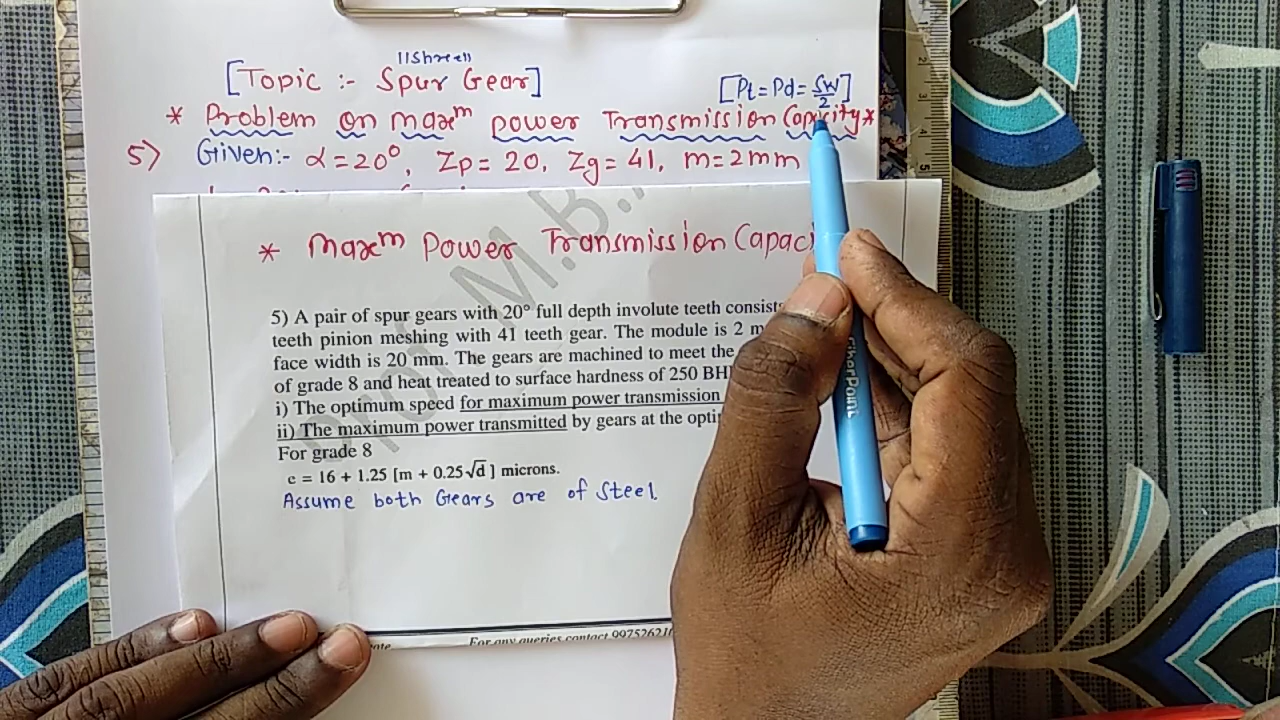 ||Shree||
[Topic :- Spur Gear]
[Pt = Pd = Sw/2]
* Problem on maxm power Transmission Capacity *
5) Given:- α = 20°, Zp = 20, Zg = 41, m = 2 mm
* Maxm Power Transmission
5) A pair of spur gears with 20° full depth involute teeth
teeth pinion meshing with 41 teeth gear. The module is 2
face width is 20 mm. The gears are machined to meet the
of grade 8 and heat treated to surface hardness of 250
i) The optimum speed for maximum power transmission
ii) The maximum power transmitted by gears at the
For grade 8
e = 16 + 1.25 [m + 0.25√d ] microns.
Assume both Gears are of Steel.
For any queries contact
FiberPoint